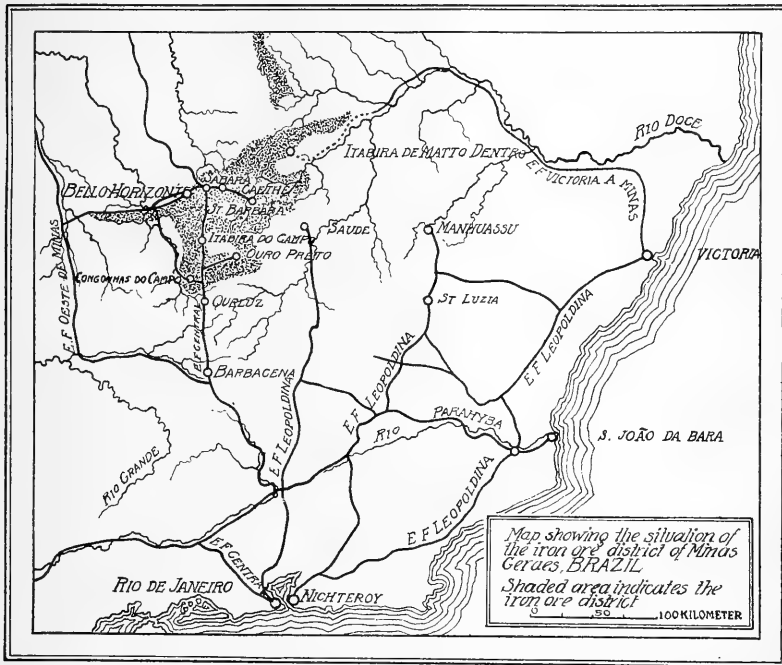 RIO DOCE
ITABIRA DE MATTO DENTRO
E F VICTORIA A MINAS
SABARA
CAETHE
BELLO HORIZONTE
ST BARBARA
ITABIRA DO CAMPO
SAUDE
MANHUASSU
OURO PRETO
VICTORIA
CONGONHAS DO CAMPO
E.F OESTE DE MINAS
QUELUZ
ST LUZIA
E F CENTRAL
E F LEOPOLDINA
BARBACENA
E F LEOPOLDINA
E F LEOPOLDINA
PARAHYBA
RIO
S. JOÃO DA BARA
RIO GRANDE
E F LEOPOLDINA
E F CENTRAL
RIO DE JANEIRO
NICHTEROY
Map showing the situation of
the iron ore district of Minas
Geraes, BRAZIL
Shaded area indicates the
iron ore district
0 50 100 KILOMETER